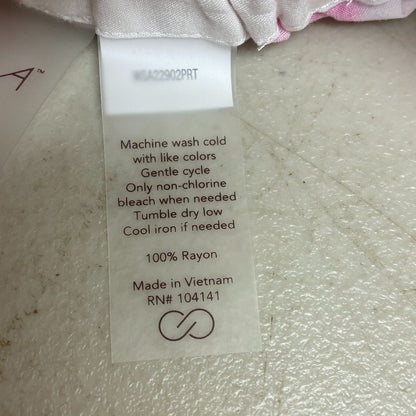 A
WSA22902PRT
Machine wash cold
with like colors
Gentle cycle
Only non-chlorine
bleach when needed
Tumble dry low
Cool iron if needed
100% Rayon
Made in Vietnam
RN# 104141